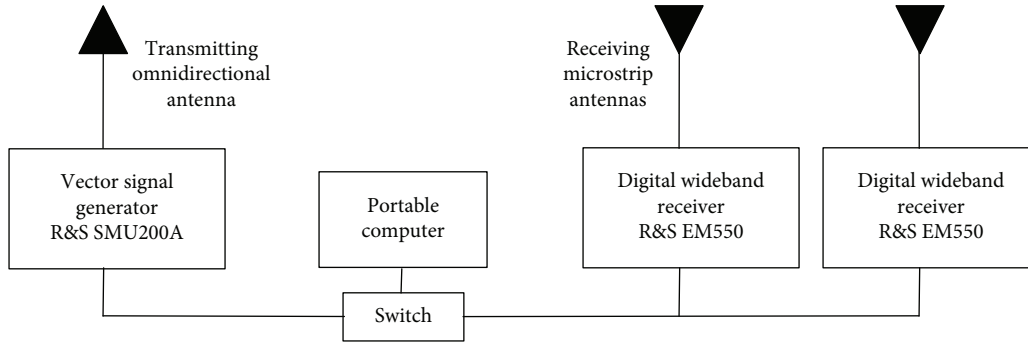 Transmitting
omnidirectional
antenna
Receiving
microstrip
antennas
Vector signal
generator
R&S SMU200A
Portable
computer
Digital wideband
receiver
R&S EM550
Digital wideband
receiver
R&S EM550
Switch